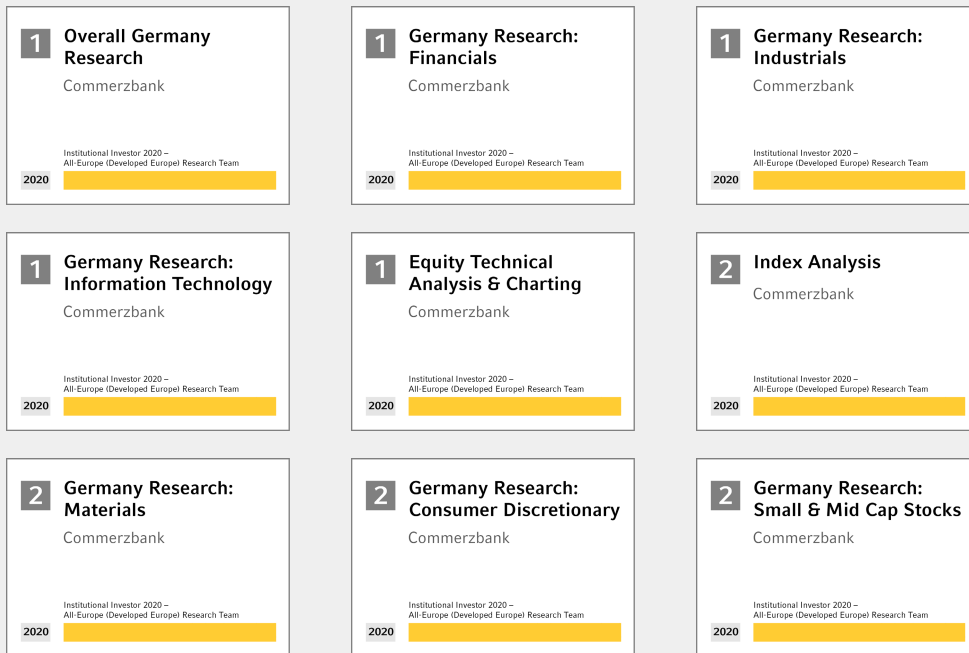 1
Overall Germany
Research
Commerzbank
Institutional Investor 2020 –
All-Europe (Developed Europe) Research Team
2020
1
Germany Research:
Financials
Commerzbank
Institutional Investor 2020 –
All-Europe (Developed Europe) Research Team
2020
1
Germany Research:
Industrials
Commerzbank
Institutional Investor 2020 –
All-Europe (Developed Europe) Research Team
2020
1
Germany Research:
Information Technology
Commerzbank
Institutional Investor 2020 –
All-Europe (Developed Europe) Research Team
2020
1
Equity Technical
Analysis & Charting
Commerzbank
Institutional Investor 2020 –
All-Europe (Developed Europe) Research Team
2020
2
Index Analysis
Commerzbank
Institutional Investor 2020 –
All-Europe (Developed Europe) Research Team
2020
2
Germany Research:
Materials
Commerzbank
Institutional Investor 2020 –
All-Europe (Developed Europe) Research Team
2020
2
Germany Research:
Consumer Discretionary
Commerzbank
Institutional Investor 2020 –
All-Europe (Developed Europe) Research Team
2020
2
Germany Research:
Small & Mid Cap Stocks
Commerzbank
Institutional Investor 2020 –
All-Europe (Developed Europe) Research Team
2020